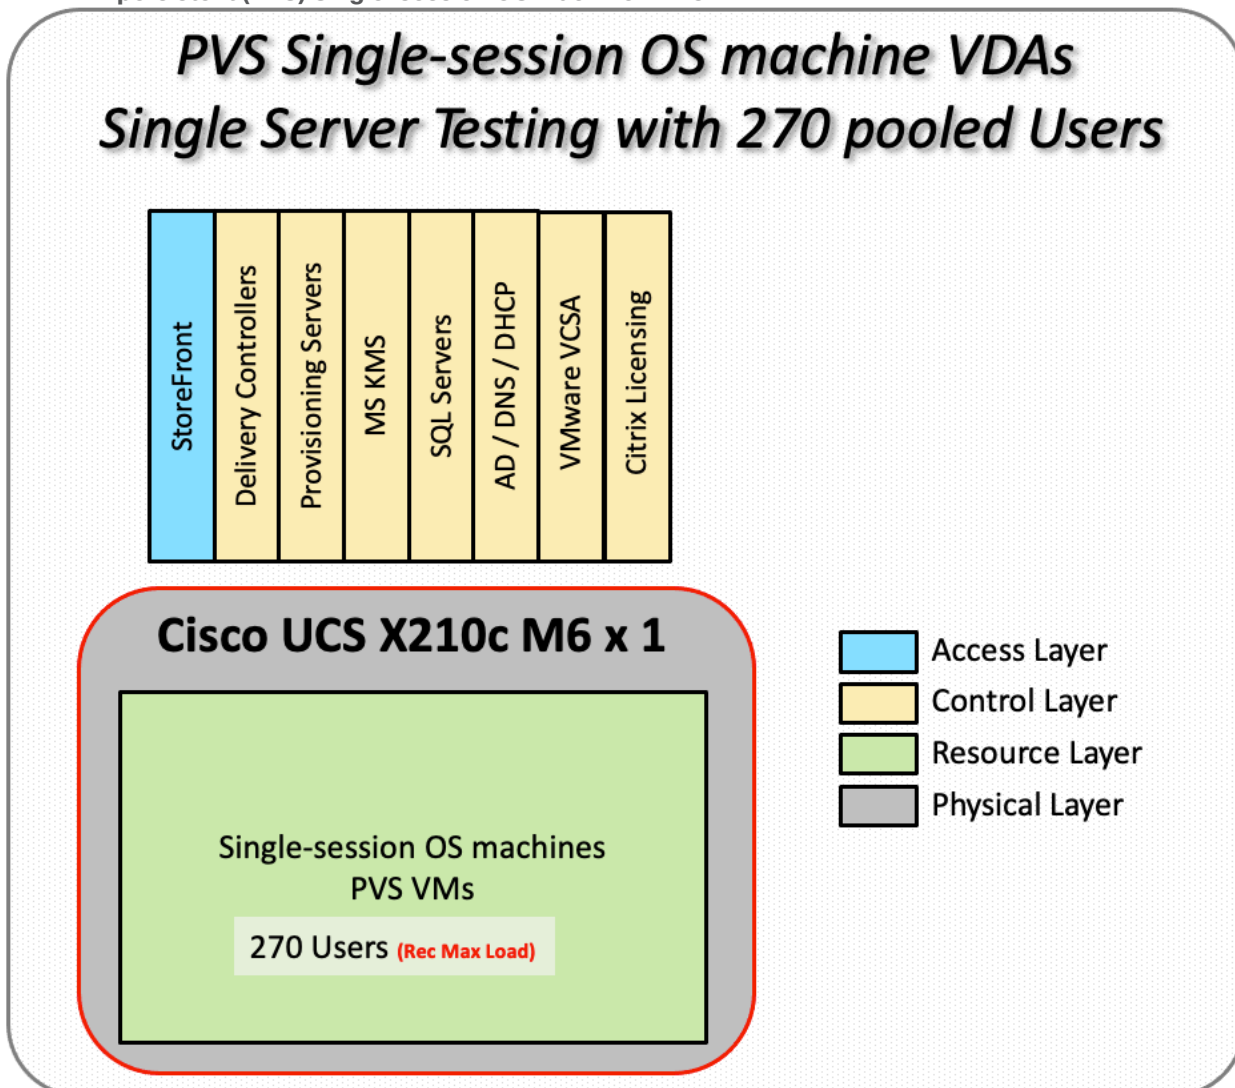 PVS Single-session OS machine VDAs
Single Server Testing with 270 pooled Users
StoreFront
Delivery Controllers
Provisioning Servers
MS KMS
SQL Servers
AD / DNS / DHCP
VMware VCSA
Citrix Licensing
Cisco UCS X210c M6 x 1
Single-session OS machines
PVS VMs
270 Users (Rec Max Load)
Access Layer
Control Layer
Resource Layer
Physical Layer